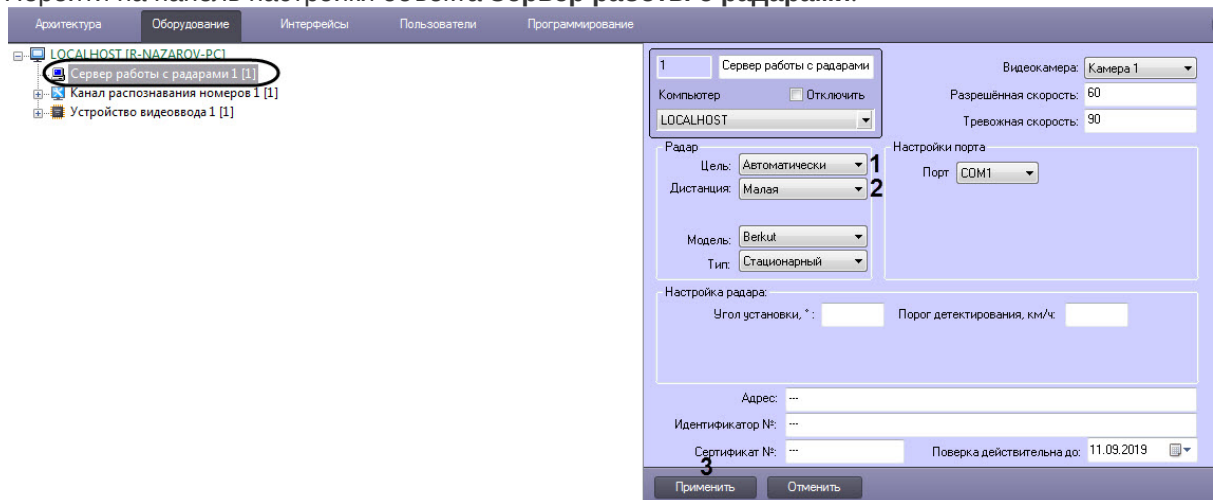 Перейти на панель настройки объекта Сервер работы с радарами.
Архитектура Оборудование Интерфейсы Пользователи Программирование
LOCALHOST [R-NAZAROV-PC]
Сервер работы с радарами 1 [1]
Канал распознавания номеров 1 [1]
Устройство видеоввода 1 [1]
1 Сервер работы с радарами
Компьютер Отключить
LOCALHOST
Видеокамера: Камера 1
Разрешённая скорость: 60
Тревожная скорость: 90
Радар
Цель: Автоматически 1
Дистанция: Малая 2
Модель: Berkut
Тип: Стационарный
Настройки порта
Порт COM1
Настройка радара:
Угол установки, ° : Порог детектирования, км/ч:
Адрес: ---
Идентификатор №: ---
Сертификат №: --- Поверка действительна до: 11.09.2019
3
Применить Отменить